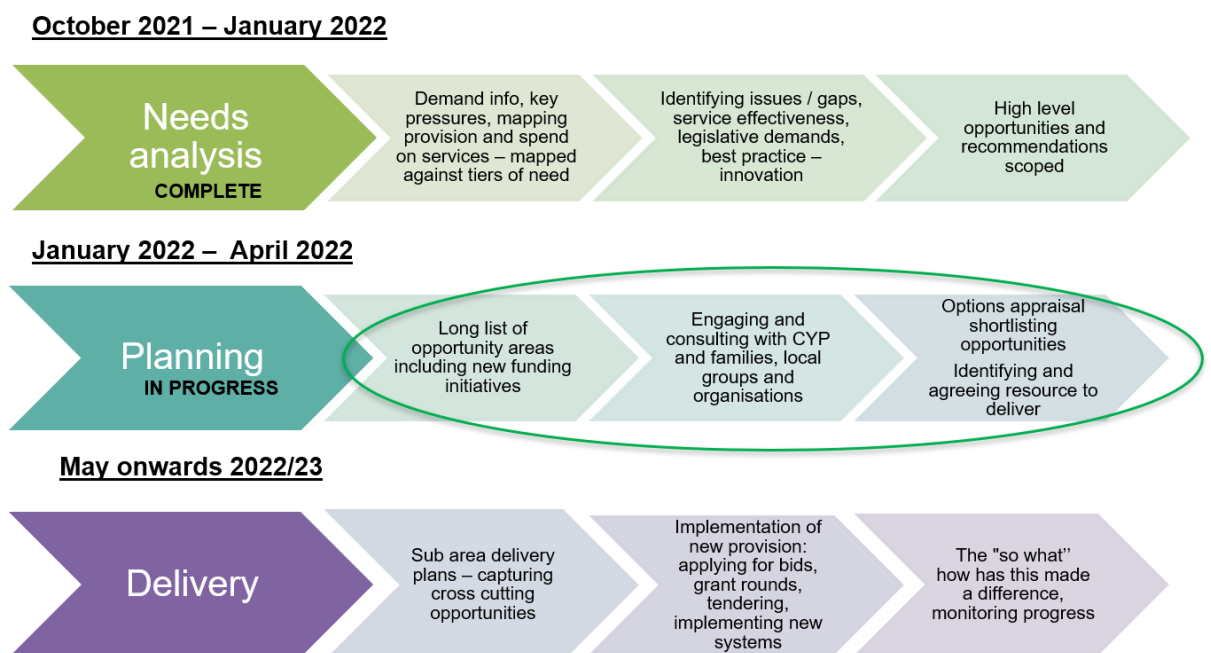 October 2021 – January 2022
Needs
analysis
COMPLETE
Demand info, key
pressures, mapping
provision and spend
on services – mapped
against tiers of need
Identifying issues / gaps,
service effectiveness,
legislative demands,
best practice –
innovation
High level
opportunities and
recommendations
scoped
January 2022 –  April 2022
Planning
IN PROGRESS
Long list of
opportunity areas
including new funding
initiatives
Engaging and
consulting with CYP
and families, local
groups and
organisations
Options appraisal
shortlisting
opportunities
Identifying and
agreeing resource to
deliver
May onwards 2022/23
Delivery
Sub area delivery
plans – capturing
cross cutting
opportunities
Implementation of
new provision:
applying for bids,
grant rounds,
tendering,
implementing new
systems
The "so what’’
how has this made
a difference,
monitoring progress